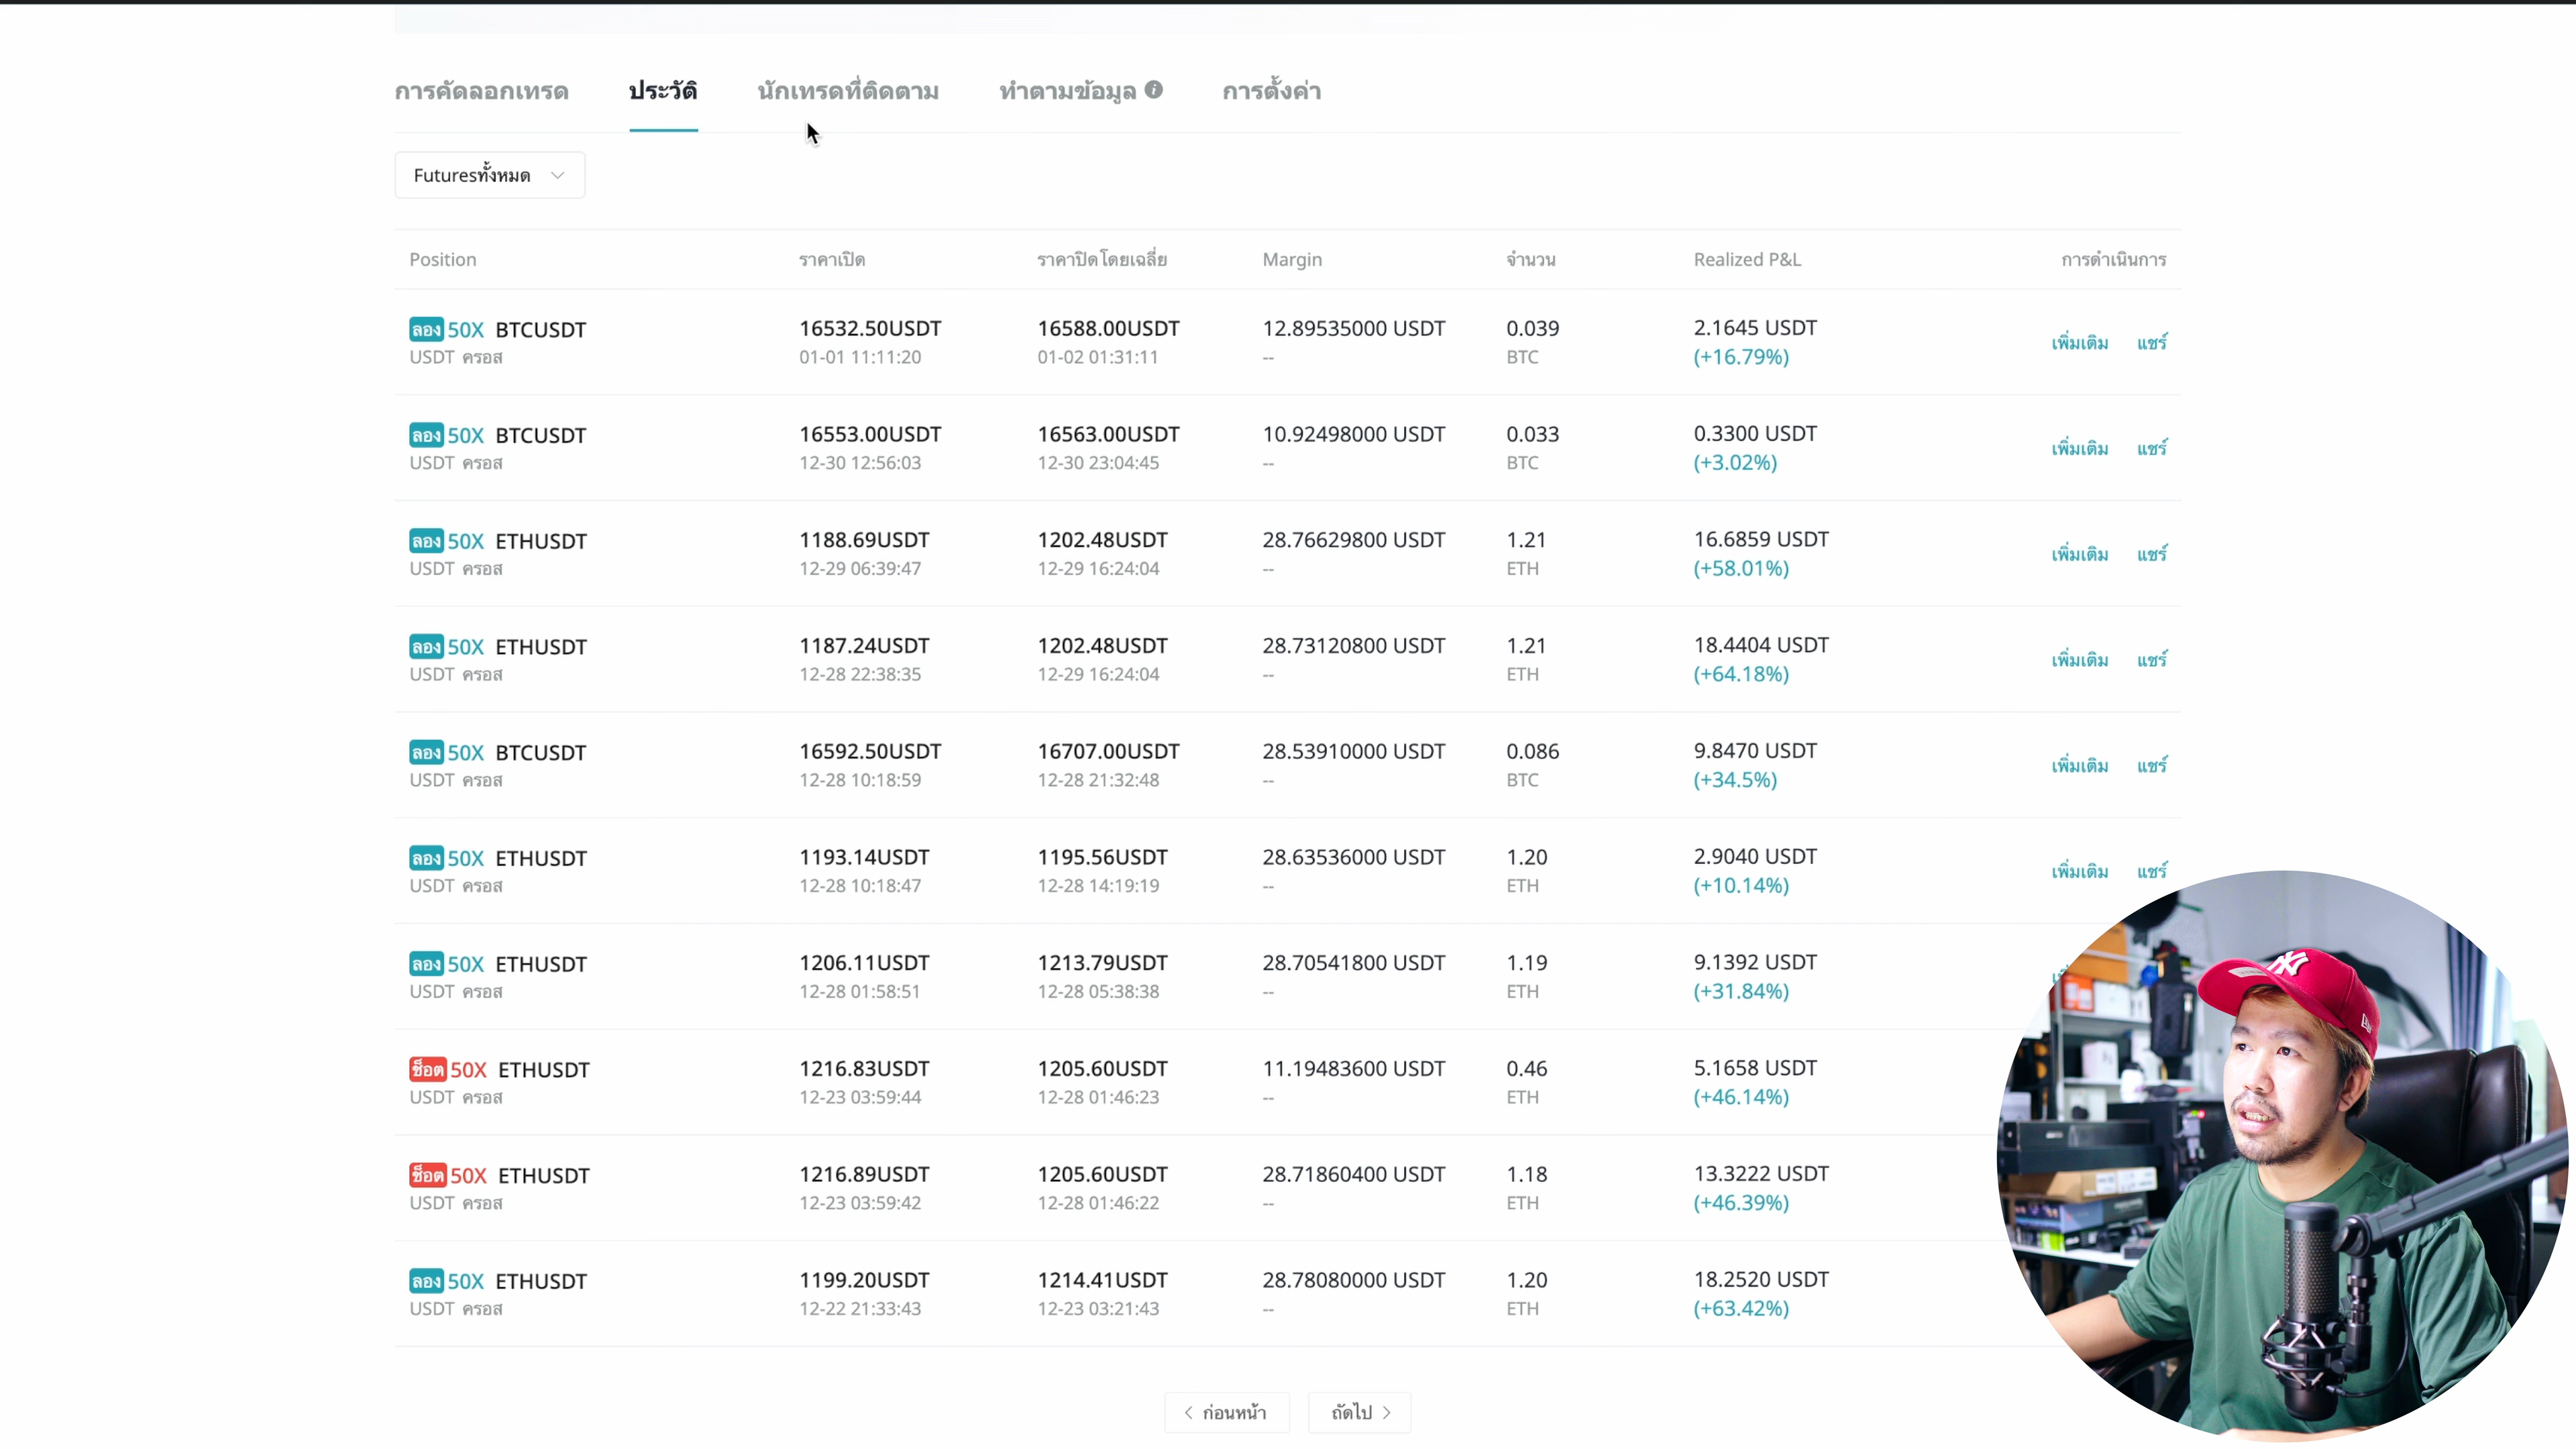 การคัดลอกเทรด ประวัติ นักเทรดที่ติดตาม ทำตามข้อมูล การตั้งค่า
Futuresทั้งหมด
Position ราคาเปิด ราคาปิดโดยเฉลี่ย Margin จำนวน Realized P&L การดำเนินการ
ลอง 50X BTCUSDT 16532.50USDT 16588.00USDT 12.89535000 USDT 0.039 2.1645 USDT เพิ่มเติม แชร์
USDT ครอส 01-01 11:11:20 01-02 01:31:11 -- BTC (+16.79%)
ลอง 50X BTCUSDT 16553.00USDT 16563.00USDT 10.92498000 USDT 0.033 0.3300 USDT เพิ่มเติม แชร์
USDT ครอส 12-30 12:56:03 12-30 23:04:45 -- BTC (+3.02%)
ลอง 50X ETHUSDT 1188.69USDT 1202.48USDT 28.76629800 USDT 1.21 16.6859 USDT เพิ่มเติม แชร์
USDT ครอส 12-29 06:39:47 12-29 16:24:04 -- ETH (+58.01%)
ลอง 50X ETHUSDT 1187.24USDT 1202.48USDT 28.73120800 USDT 1.21 18.4404 USDT เพิ่มเติม แชร์
USDT ครอส 12-28 22:38:35 12-29 16:24:04 -- ETH (+64.18%)
ลอง 50X BTCUSDT 16592.50USDT 16707.00USDT 28.53910000 USDT 0.086 9.8470 USDT เพิ่มเติม แชร์
USDT ครอส 12-28 10:18:59 12-28 21:32:48 -- BTC (+34.5%)
ลอง 50X ETHUSDT 1193.14USDT 1195.56USDT 28.63536000 USDT 1.20 2.9040 USDT เพิ่มเติม แชร์
USDT ครอส 12-28 10:18:47 12-28 14:19:19 -- ETH (+10.14%)
ลอง 50X ETHUSDT 1206.11USDT 1213.79USDT 28.70541800 USDT 1.19 9.1392 USDT
USDT ครอส 12-28 01:58:51 12-28 05:38:38 -- ETH (+31.84%)
ช็อต 50X ETHUSDT 1216.83USDT 1205.60USDT 11.19483600 USDT 0.46 5.1658 USDT
USDT ครอส 12-23 03:59:44 12-28 01:46:23 -- ETH (+46.14%)
ช็อต 50X ETHUSDT 1216.89USDT 1205.60USDT 28.71860400 USDT 1.18 13.3222 USDT
USDT ครอส 12-23 03:59:42 12-28 01:46:22 -- ETH (+46.39%)
ลอง 50X ETHUSDT 1199.20USDT 1214.41USDT 28.78080000 USDT 1.20 18.2520 USDT
USDT ครอส 12-22 21:33:43 12-23 03:21:43 -- ETH (+63.42%)
< ก่อนหน้า ถัดไป >
NY